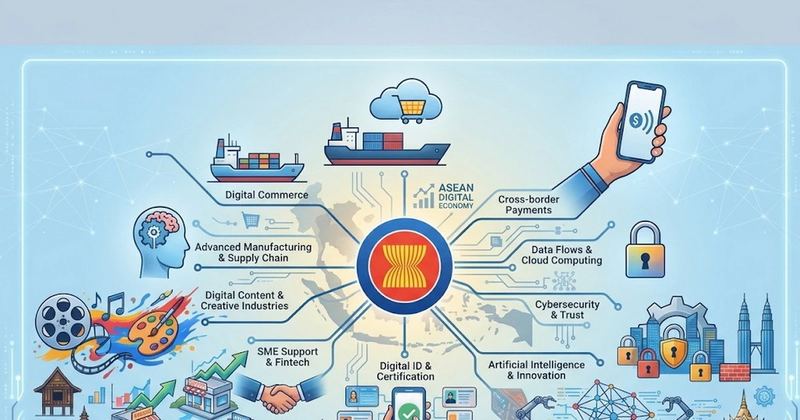 Digital Commerce
ASEAN
DIGITAL
ECONOMY
Cross-border
Payments
Advanced Manufacturing
& Supply Chain
Data Flows &
Cloud Computing
Digital Content &
Creative Industries
Cybersecurity
& Trust
SME Support
& Fintech
Digital ID &
Certification
Artificial Intelligence
& Innovation